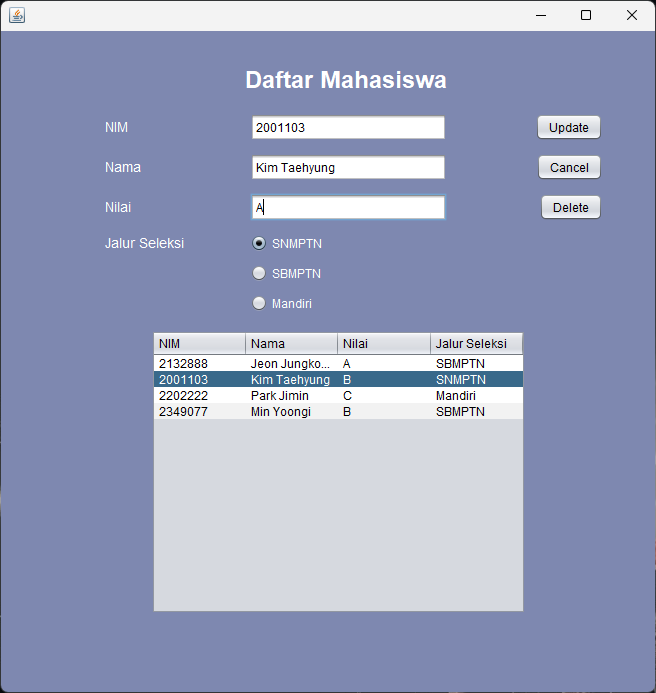 Daftar Mahasiswa
NIM 2001103 Update
Nama Kim Taehyung Cancel
Nilai A Delete
Jalur Seleksi SNMPTN
SBMPTN
Mandiri
NIM Nama Nilai Jalur Seleksi
2132888 Jeon Jungko... A SBMPTN
2001103 Kim Taehyung B SNMPTN
2202222 Park Jimin C Mandiri
2349077 Min Yoongi B SBMPTN